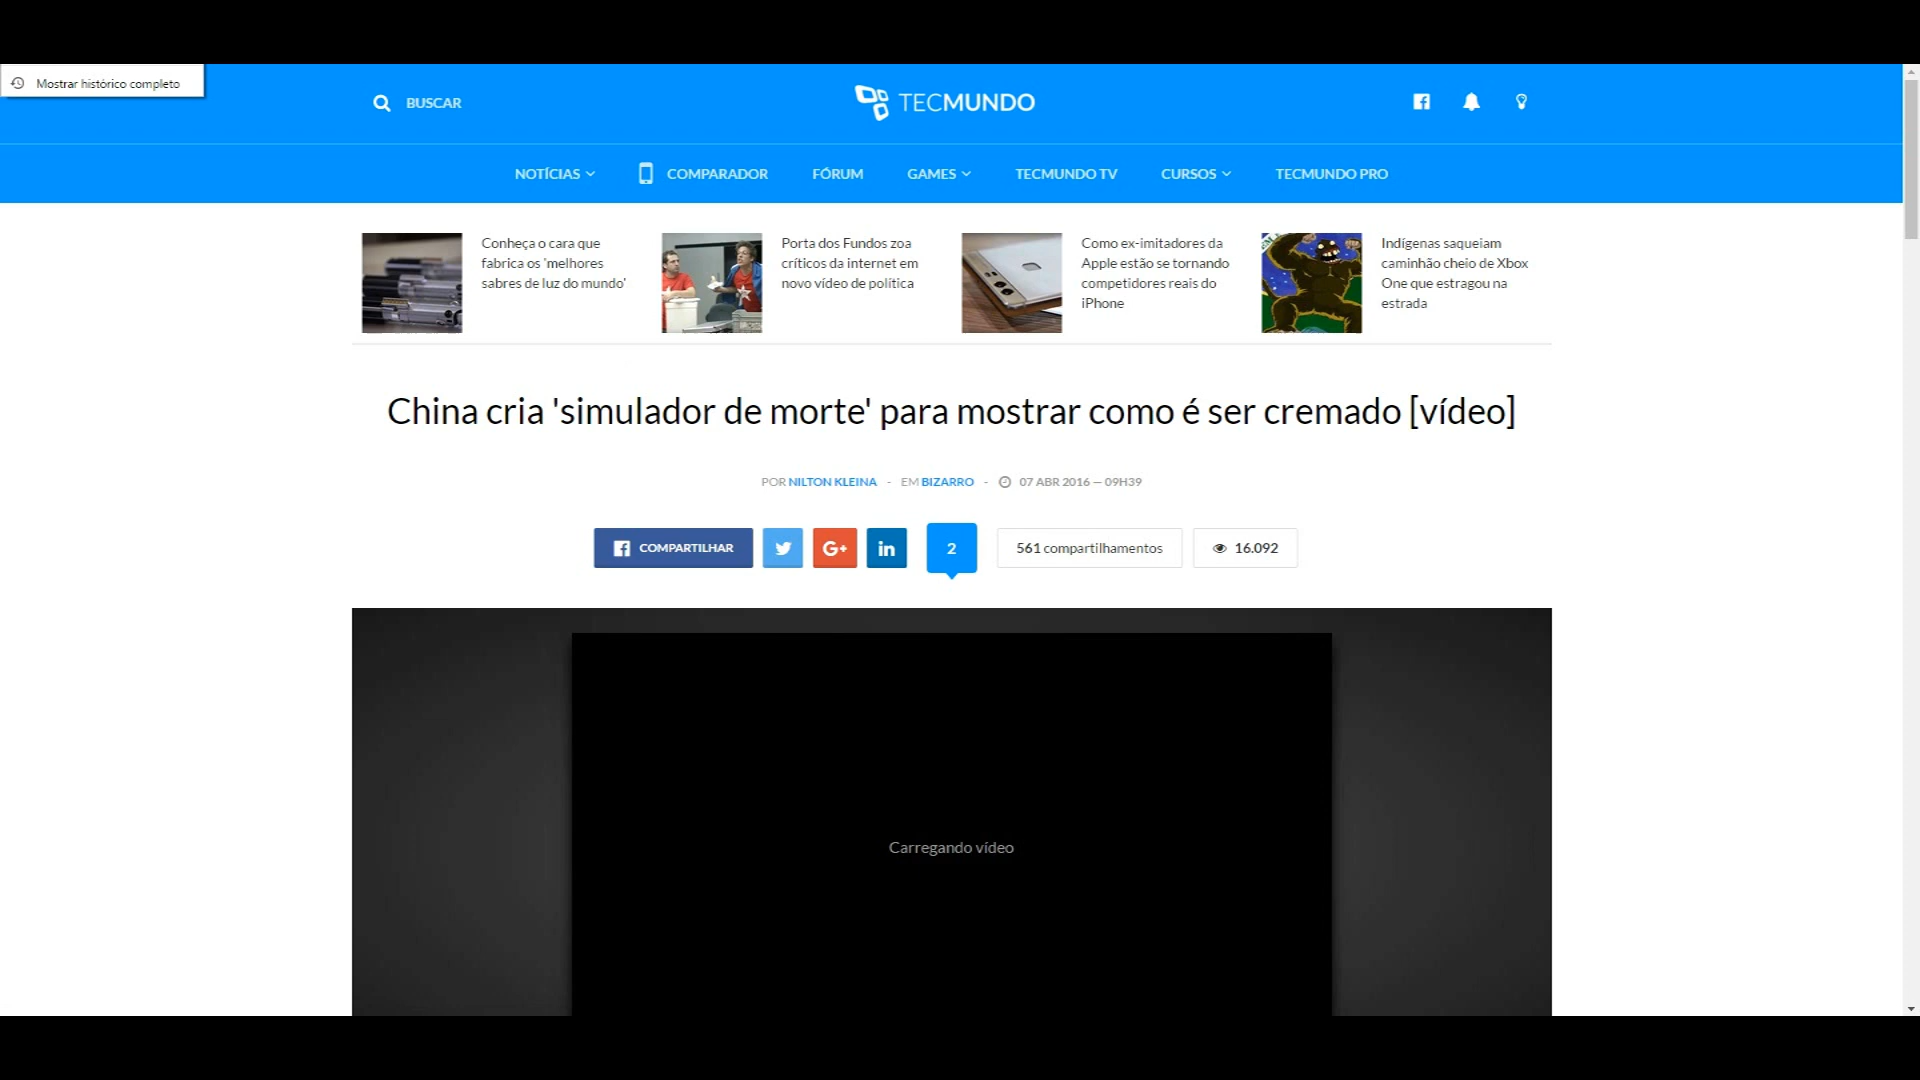 Mostrar histórico completo
BUSCAR
TECMUNDO
NOTÍCIAS
COMPARADOR
FÓRUM
GAMES
TECMUNDO TV
CURSOS
TECMUNDO PRO
Conheça o cara que
fabrica os 'melhores
sabres de luz do mundo'
Porta dos Fundos zoa
críticos da internet em
novo vídeo de política
Como ex-imitadores da
Apple estão se tornando
competidores reais do
iPhone
Indígenas saqueiam
caminhão cheio de Xbox
One que estragou na
estrada
China cria 'simulador de morte' para mostrar como é ser cremado [vídeo]
POR NILTON KLEINA - EM BIZARRO - 07 ABR 2016 — 09H39
COMPARTILHAR
G+
in
2
561 compartilhamentos
16.092
Carregando vídeo